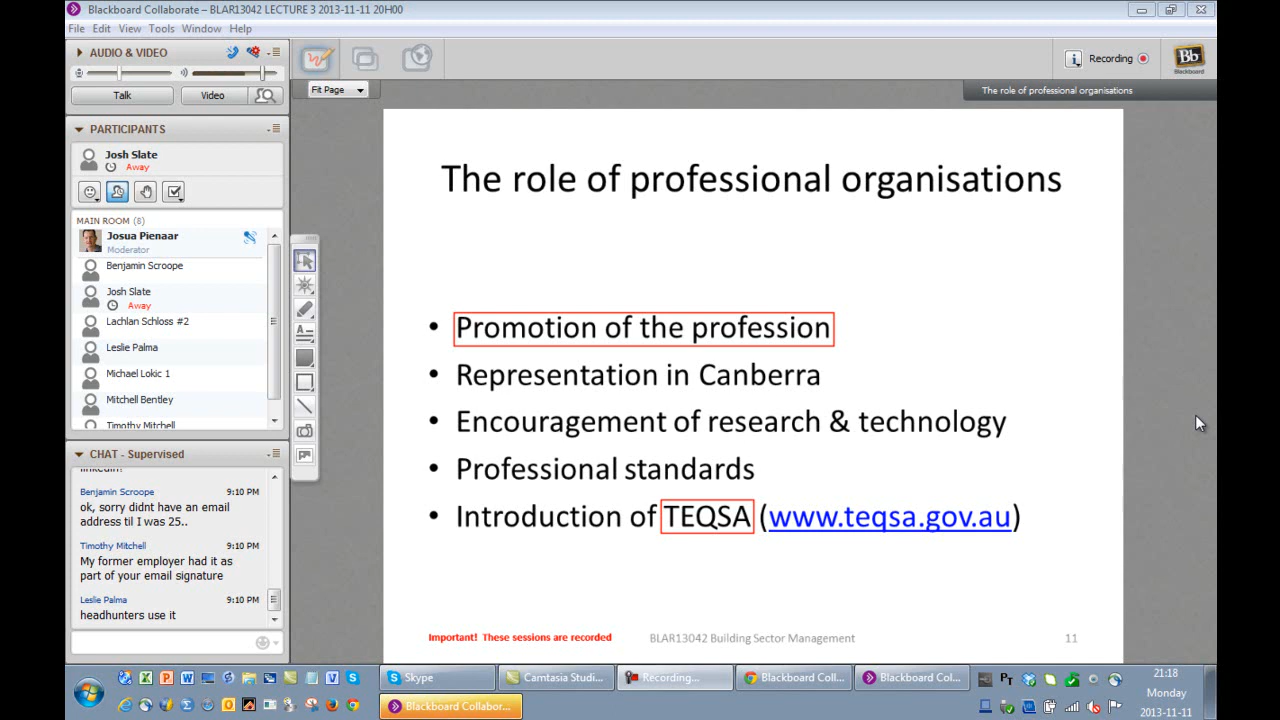 Blackboard Collaborate – BLAR13042 LECTURE 3 2013-11-11 20H00
File Edit View Tools Window Help
AUDIO & VIDEO
Talk
Video
PARTICIPANTS
Josh Slate
Away
MAIN ROOM (8)
Josua Pienaar
Moderator
Benjamin Scroope
Josh Slate
Away
Lachlan Schloss #2
Leslie Palma
Michael Lokic 1
Mitchell Bentley
Timothy Mitchell
CHAT - Supervised
linkedin!
Benjamin Scroope 9:10 PM
ok, sorry didnt have an email
address til I was 25..
Timothy Mitchell 9:10 PM
My former employer had it as
part of your email signature
Leslie Palma 9:10 PM
headhunters use it
Fit Page
Recording
Bb
Blackboard
The role of professional organisations
The role of professional organisations
• Promotion of the profession
• Representation in Canberra
• Encouragement of research & technology
• Professional standards
• Introduction of TEQSA (www.teqsa.gov.au)
Important! These sessions are recorded
BLAR13042 Building Sector Management
11
Skype
Camtasia Studi...
Recording...
Blackboard Coll...
Blackboard Col...
Blackboard Collabor...
21:18
Monday
2013-11-11